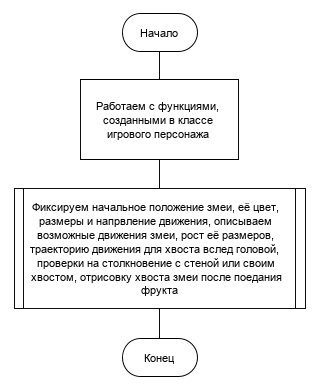 Начало
Работаем с функциями,
созданными в классе
игрового персонажа
Фиксируем начальное положение змеи, её цвет,
размеры и напрвление движения, описываем
возможные движения змеи, рост её размеров,
траекторию движения для хвоста вслед головой,
проверки на столкновение с стеной или своим
хвостом, отрисовку хвоста змеи после поедания
фрукта
Конец